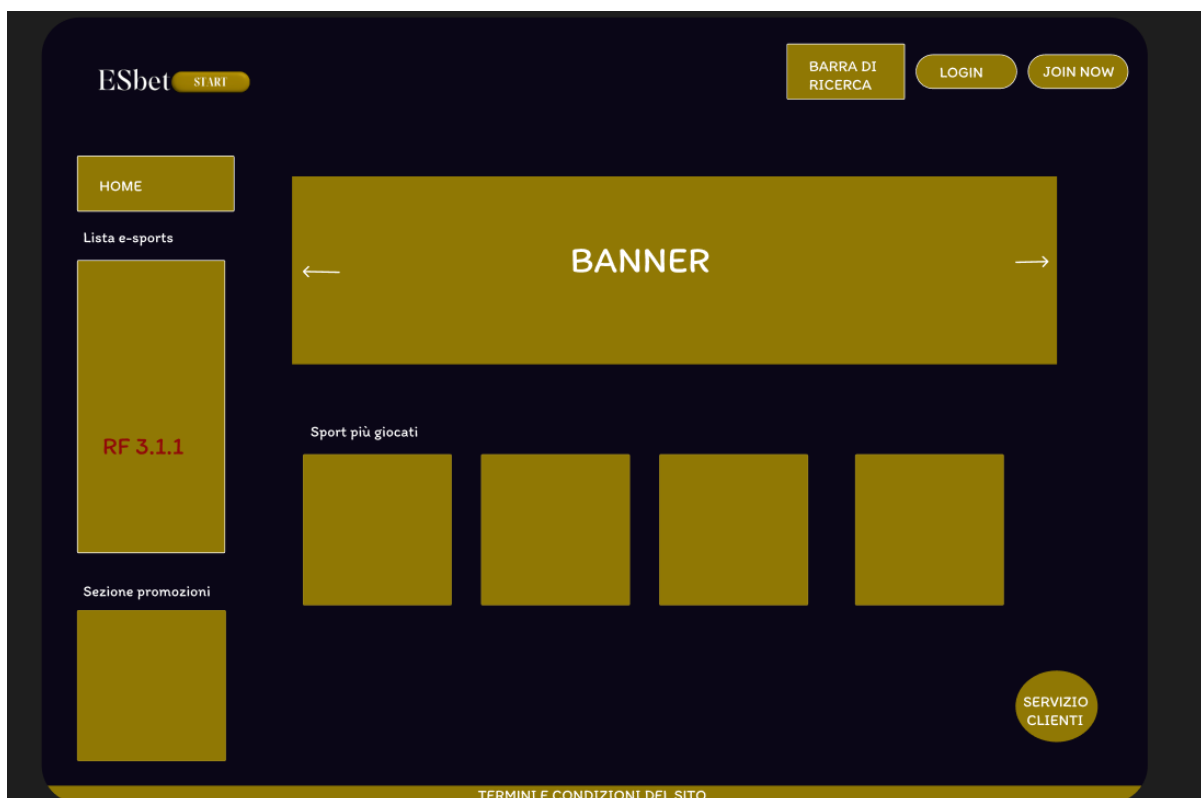 ESbet START
BARRA DI
RICERCA
LOGIN
JOIN NOW
HOME
Lista e-sports
BANNER
RF 3.1.1
Sport più giocati
Sezione promozioni
SERVIZIO
CLIENTI
TERMINI E CONDIZIONI DEL SITO